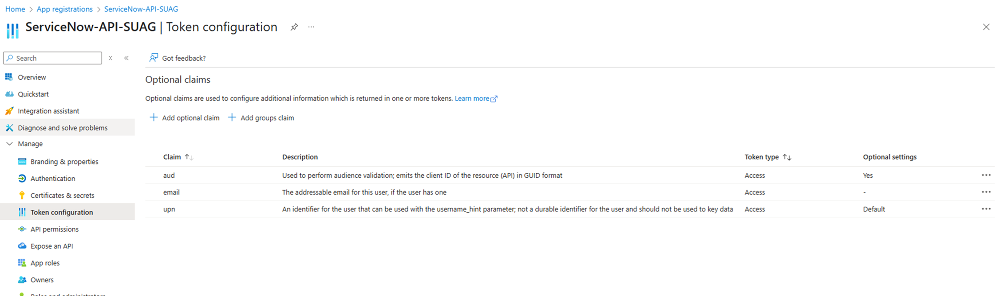 Home > App registrations > ServiceNow-API-SUAG
ServiceNow-API-SUAG | Token configuration
Search
Got feedback?
Overview
Quickstart
Integration assistant
Diagnose and solve problems
Manage
Branding & properties
Authentication
Certificates & secrets
Token configuration
API permissions
Expose an API
App roles
Owners
Roles and administrators
Optional claims
Optional claims are used to configure additional information which is returned in one or more tokens. Learn more
Add optional claim Add groups claim
Claim Description Token type Optional settings
aud Used to perform audience validation; emits the client ID of the resource (API) in GUID format Access Yes
email The addressable email for this user, if the user has one Access -
upn An identifier for the user that can be used with the username_hint parameter; not a durable identifier for the user and should not be used to key data Access Default